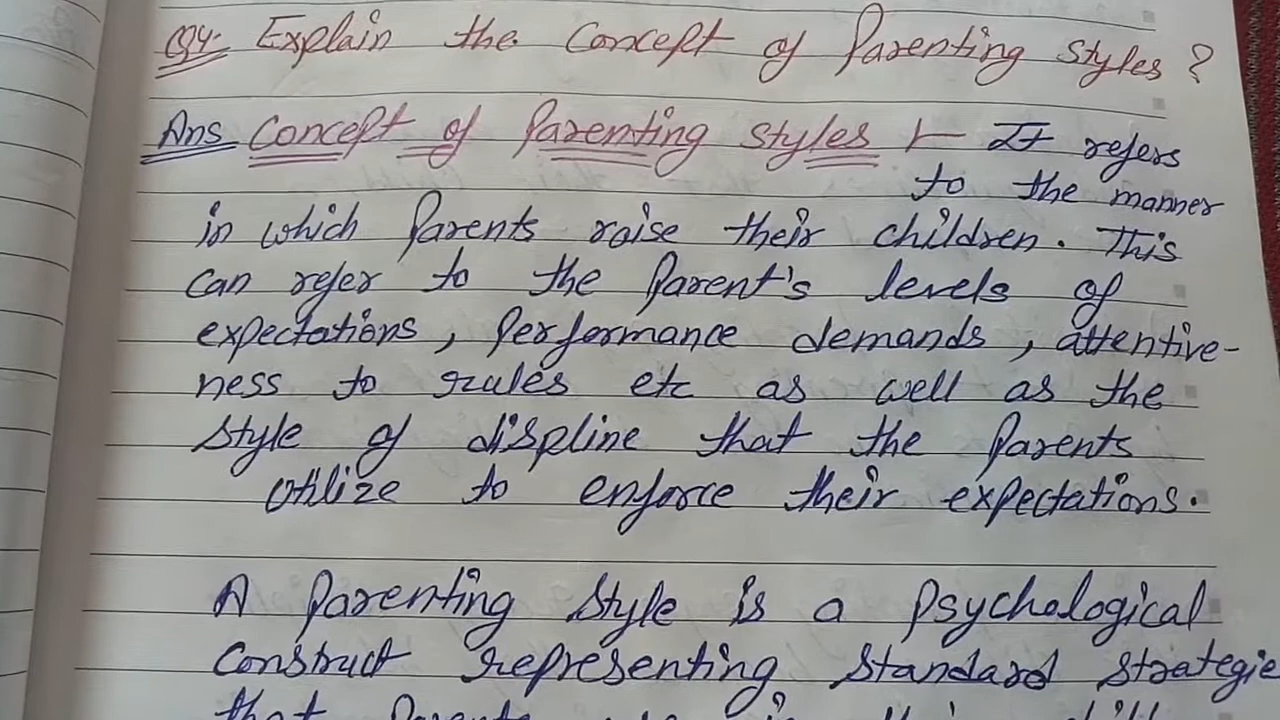 Q4. Explain the Concept of Parenting Styles ?
Ans Concept of Parenting Styles :- It refers
to the manner
in which Parents raise their children. This
can refer to the Parent's levels of
expectations, Performance demands, attentive-
ness to rules etc as well as the
style of displine that the Parents
utilize to enforce their expectations.
A Parenting Style is a Psychological
Construct representing Standard Strategie
that Parents